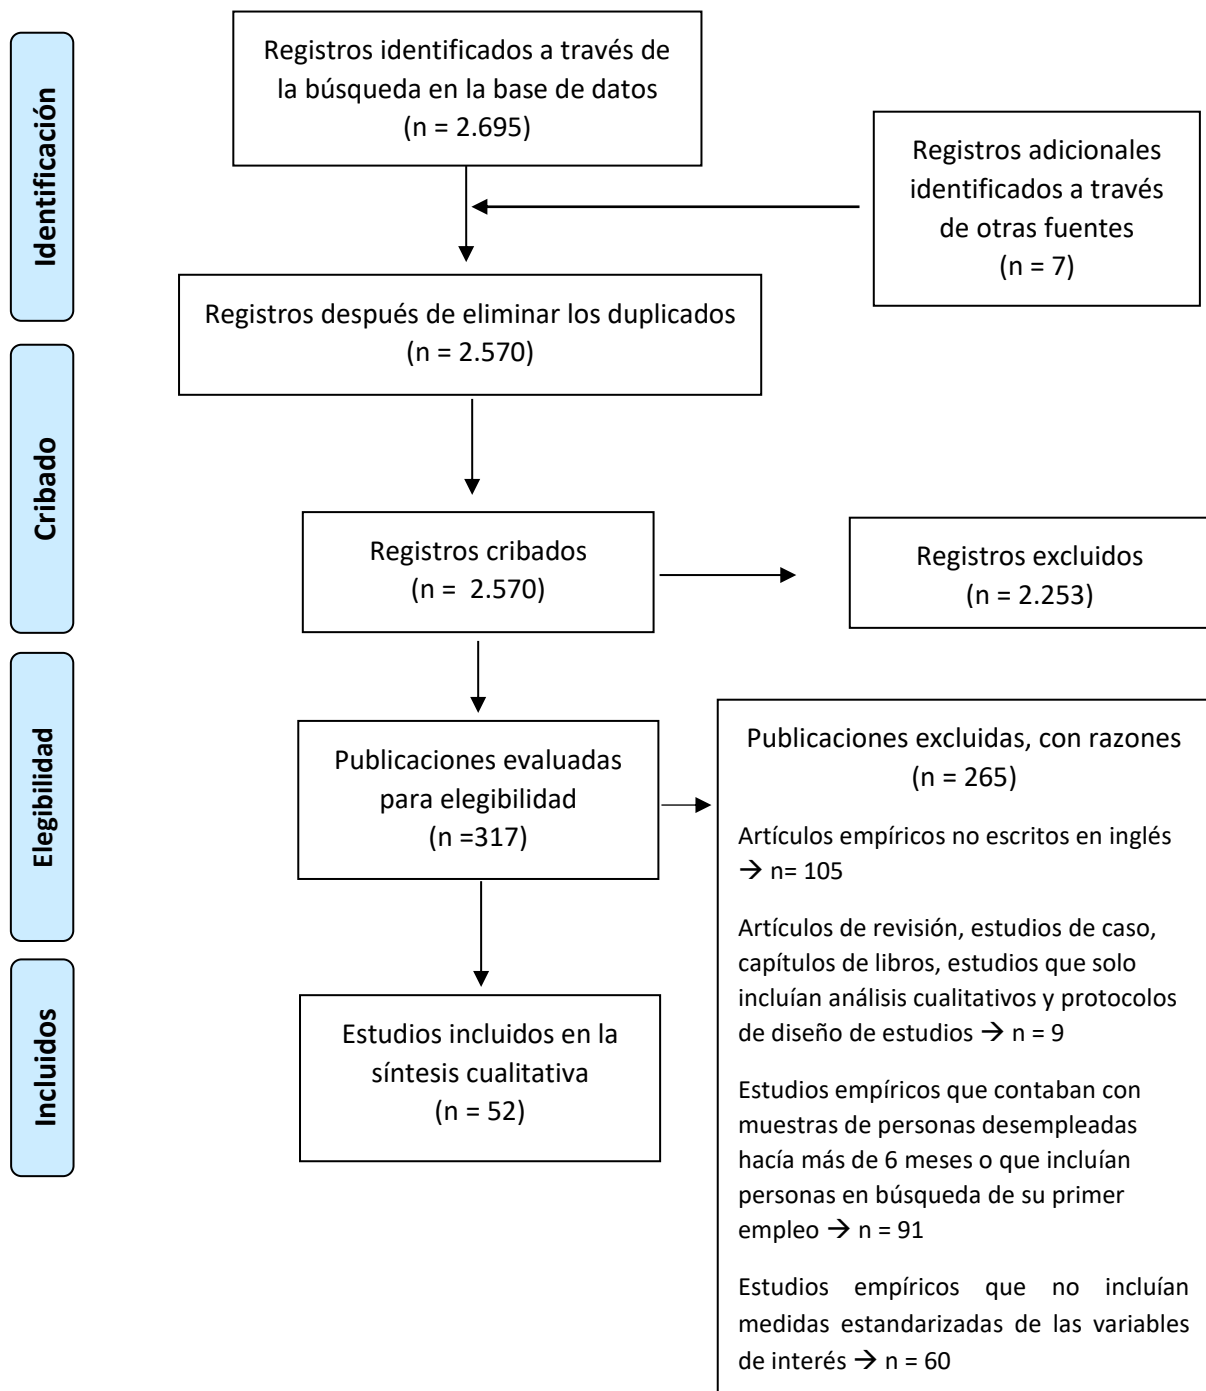 Identificación
Registros identificados a través de
la búsqueda en la base de datos
(n = 2.695)
Registros adicionales
identificados a través
de otras fuentes
(n = 7)
Registros después de eliminar los duplicados
(n = 2.570)
Cribado
Registros cribados
(n =  2.570)
Registros excluidos
(n = 2.253)
Elegibilidad
Publicaciones evaluadas
para elegibilidad
(n =317)
Publicaciones excluidas, con razones
(n = 265)
Artículos empíricos no escritos en inglés
→ n= 105
Artículos de revisión, estudios de caso,
capítulos de libros, estudios que solo
incluían análisis cualitativos y protocolos
de diseño de estudios → n = 9
Estudios empíricos que contaban con
muestras de personas desempleadas
hacía más de 6 meses o que incluían
personas en búsqueda de su primer
empleo → n = 91
Estudios empíricos que no incluían
medidas estandarizadas de las variables
de interés → n = 60
Incluidos
Estudios incluidos en la
síntesis cualitativa
(n = 52)